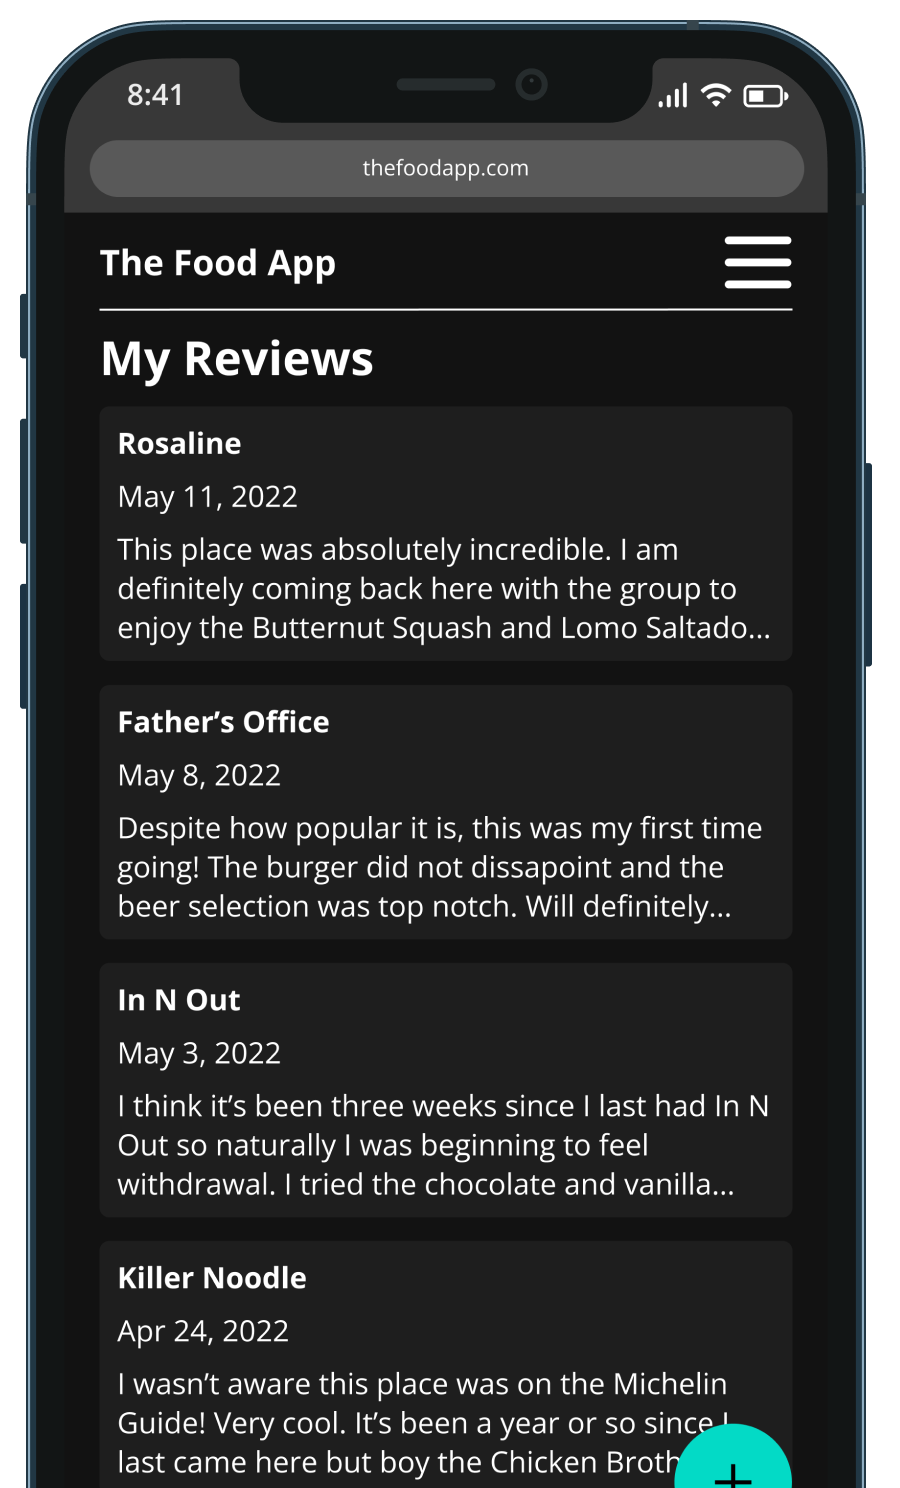 8:41
thefoodapp.com
The Food App
My Reviews
Rosaline
May 11, 2022
This place was absolutely incredible. I am
definitely coming back here with the group to
enjoy the Butternut Squash and Lomo Saltado...
Father’s Office
May 8, 2022
Despite how popular it is, this was my first time
going! The burger did not dissapoint and the
beer selection was top notch. Will definitely...
In N Out
May 3, 2022
I think it’s been three weeks since I last had In N
Out so naturally I was beginning to feel
withdrawal. I tried the chocolate and vanilla...
Killer Noodle
Apr 24, 2022
I wasn’t aware this place was on the Michelin
Guide! Very cool. It’s been a year or so since I
last came here but boy the Chicken Broth
+